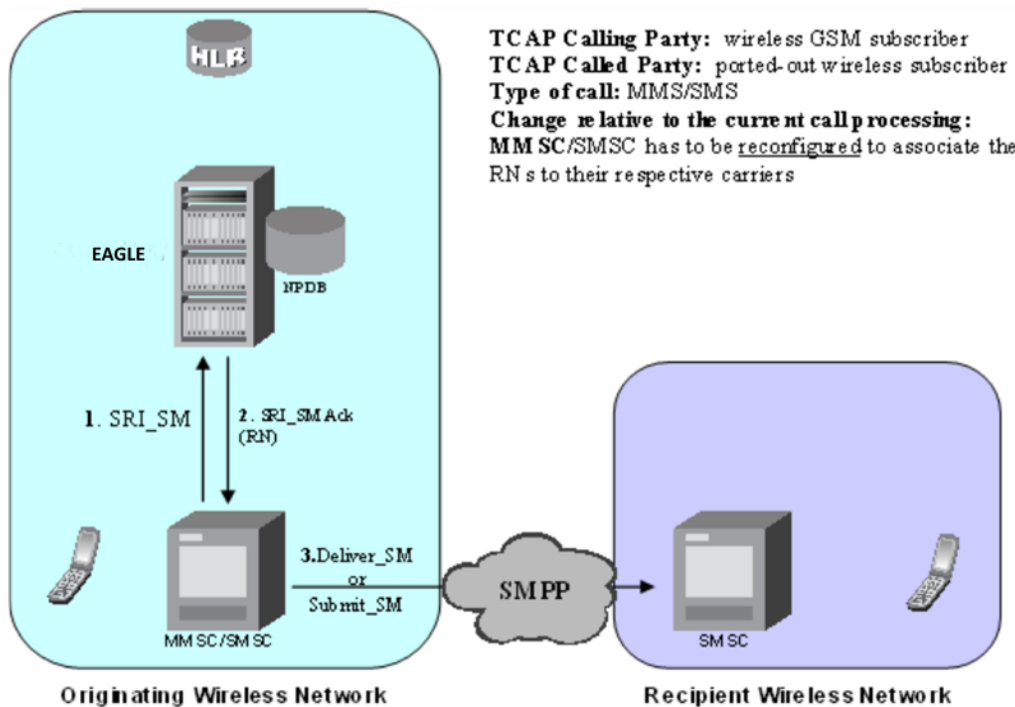 HLR
TCAP Calling Party: wireless GSM subscriber
TCAP Called Party: ported-out wireless subscriber
Type of call: MMS/SMS
Change relative to the current call processing:
MMSC/SMSC has to be reconfigured to associate the
RNs to their respective carriers
EAGLE
NPDB
1. SRI_SM
2. SRI_SM Ack
(RN)
3.Deliver_SM
or
Submit_SM
SMPP
MMSC/SMSC
SMSC
Originating Wireless Network
Recipient Wireless Network